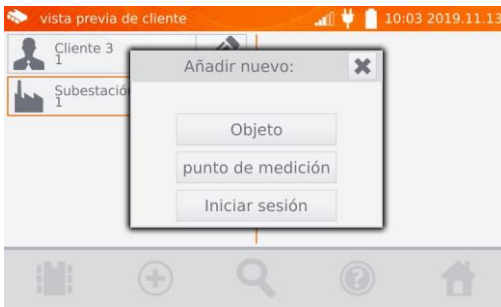 vista previa de cliente
10:03 2019.11.13
Cliente 3
1
Añadir nuevo:
Subestació
1
Objeto
punto de medición
Iniciar sesión